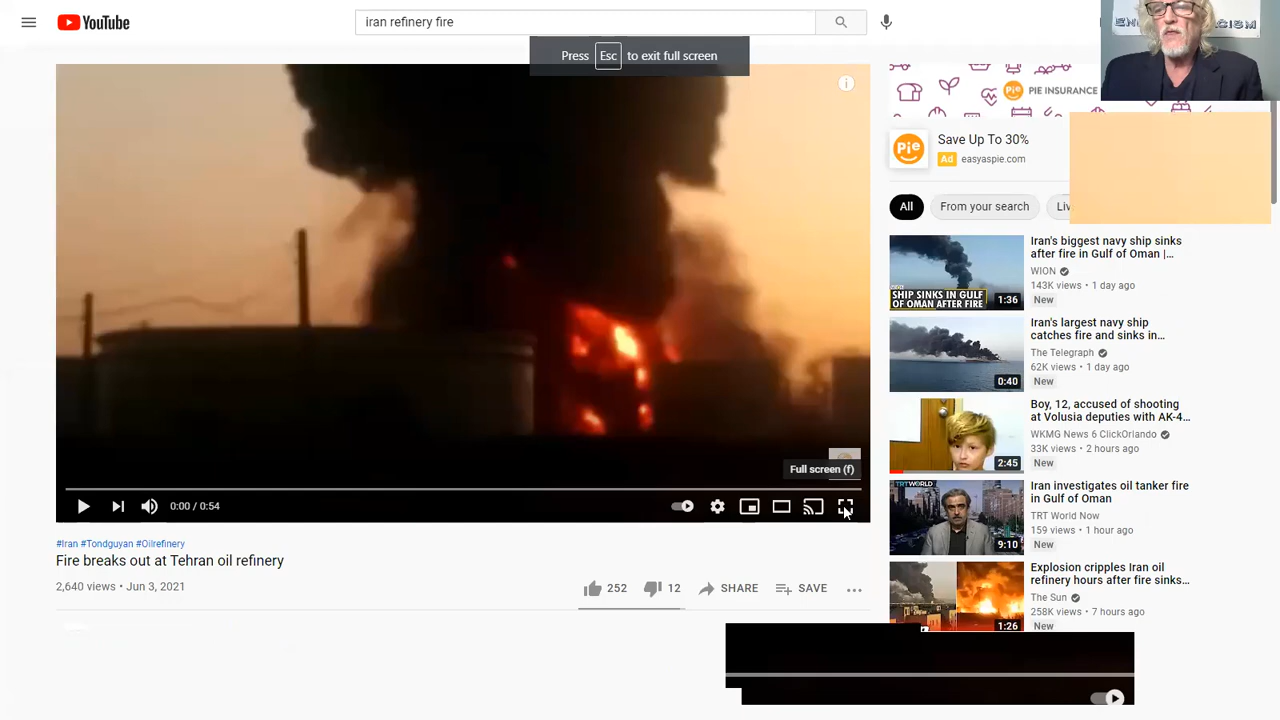 YouTube
iran refinery fire
Press Esc to exit full screen
PIE INSURANCE
Pie
Save Up To 30%
Ad easyaspie.com
All
From your search
Iran's biggest navy ship sinks
after fire in Gulf of Oman |...
WION
143K views • 1 day ago
New
SHIP SINKS IN GULF
OF OMAN AFTER FIRE
1:36
Iran's largest navy ship
catches fire and sinks in...
The Telegraph
62K views • 1 day ago
0:40
New
Boy, 12, accused of shooting
at Volusia deputies with AK-4...
WKMG News 6 ClickOrlando
33K views • 2 hours ago
2:45
New
TRT WORLD
Iran investigates oil tanker fire
in Gulf of Oman
TRT World Now
159 views • 1 hour ago
9:10
New
Explosion cripples Iran oil
refinery hours after fire sinks...
The Sun
258K views • 7 hours ago
1:26
New
Full screen (f)
0:00 / 0:54
#Iran #Tondguyan #Oilrefinery
Fire breaks out at Tehran oil refinery
2,640 views • Jun 3, 2021
252
12
SHARE
SAVE